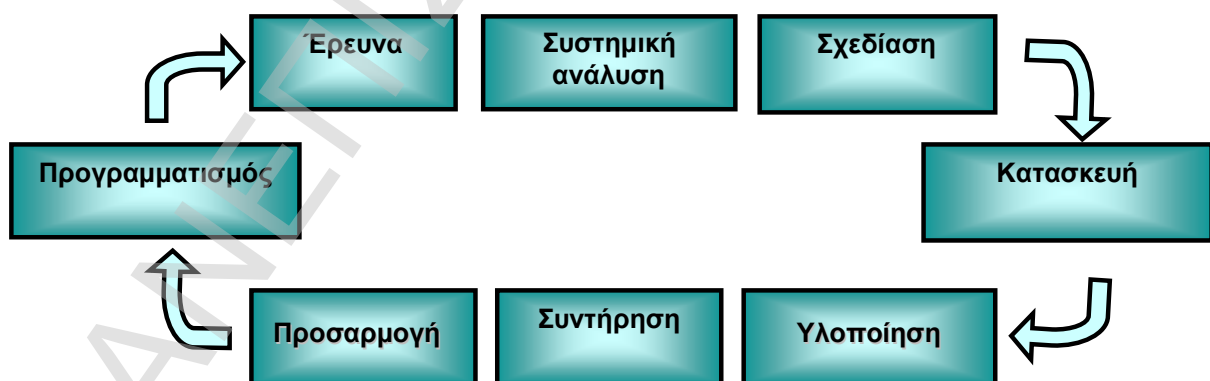 Έρευνα
Συστημική
ανάλυση
Σχεδίαση
Προγραμματισμός
Κατασκευή
Προσαρμογή
Συντήρηση
Υλοποίηση